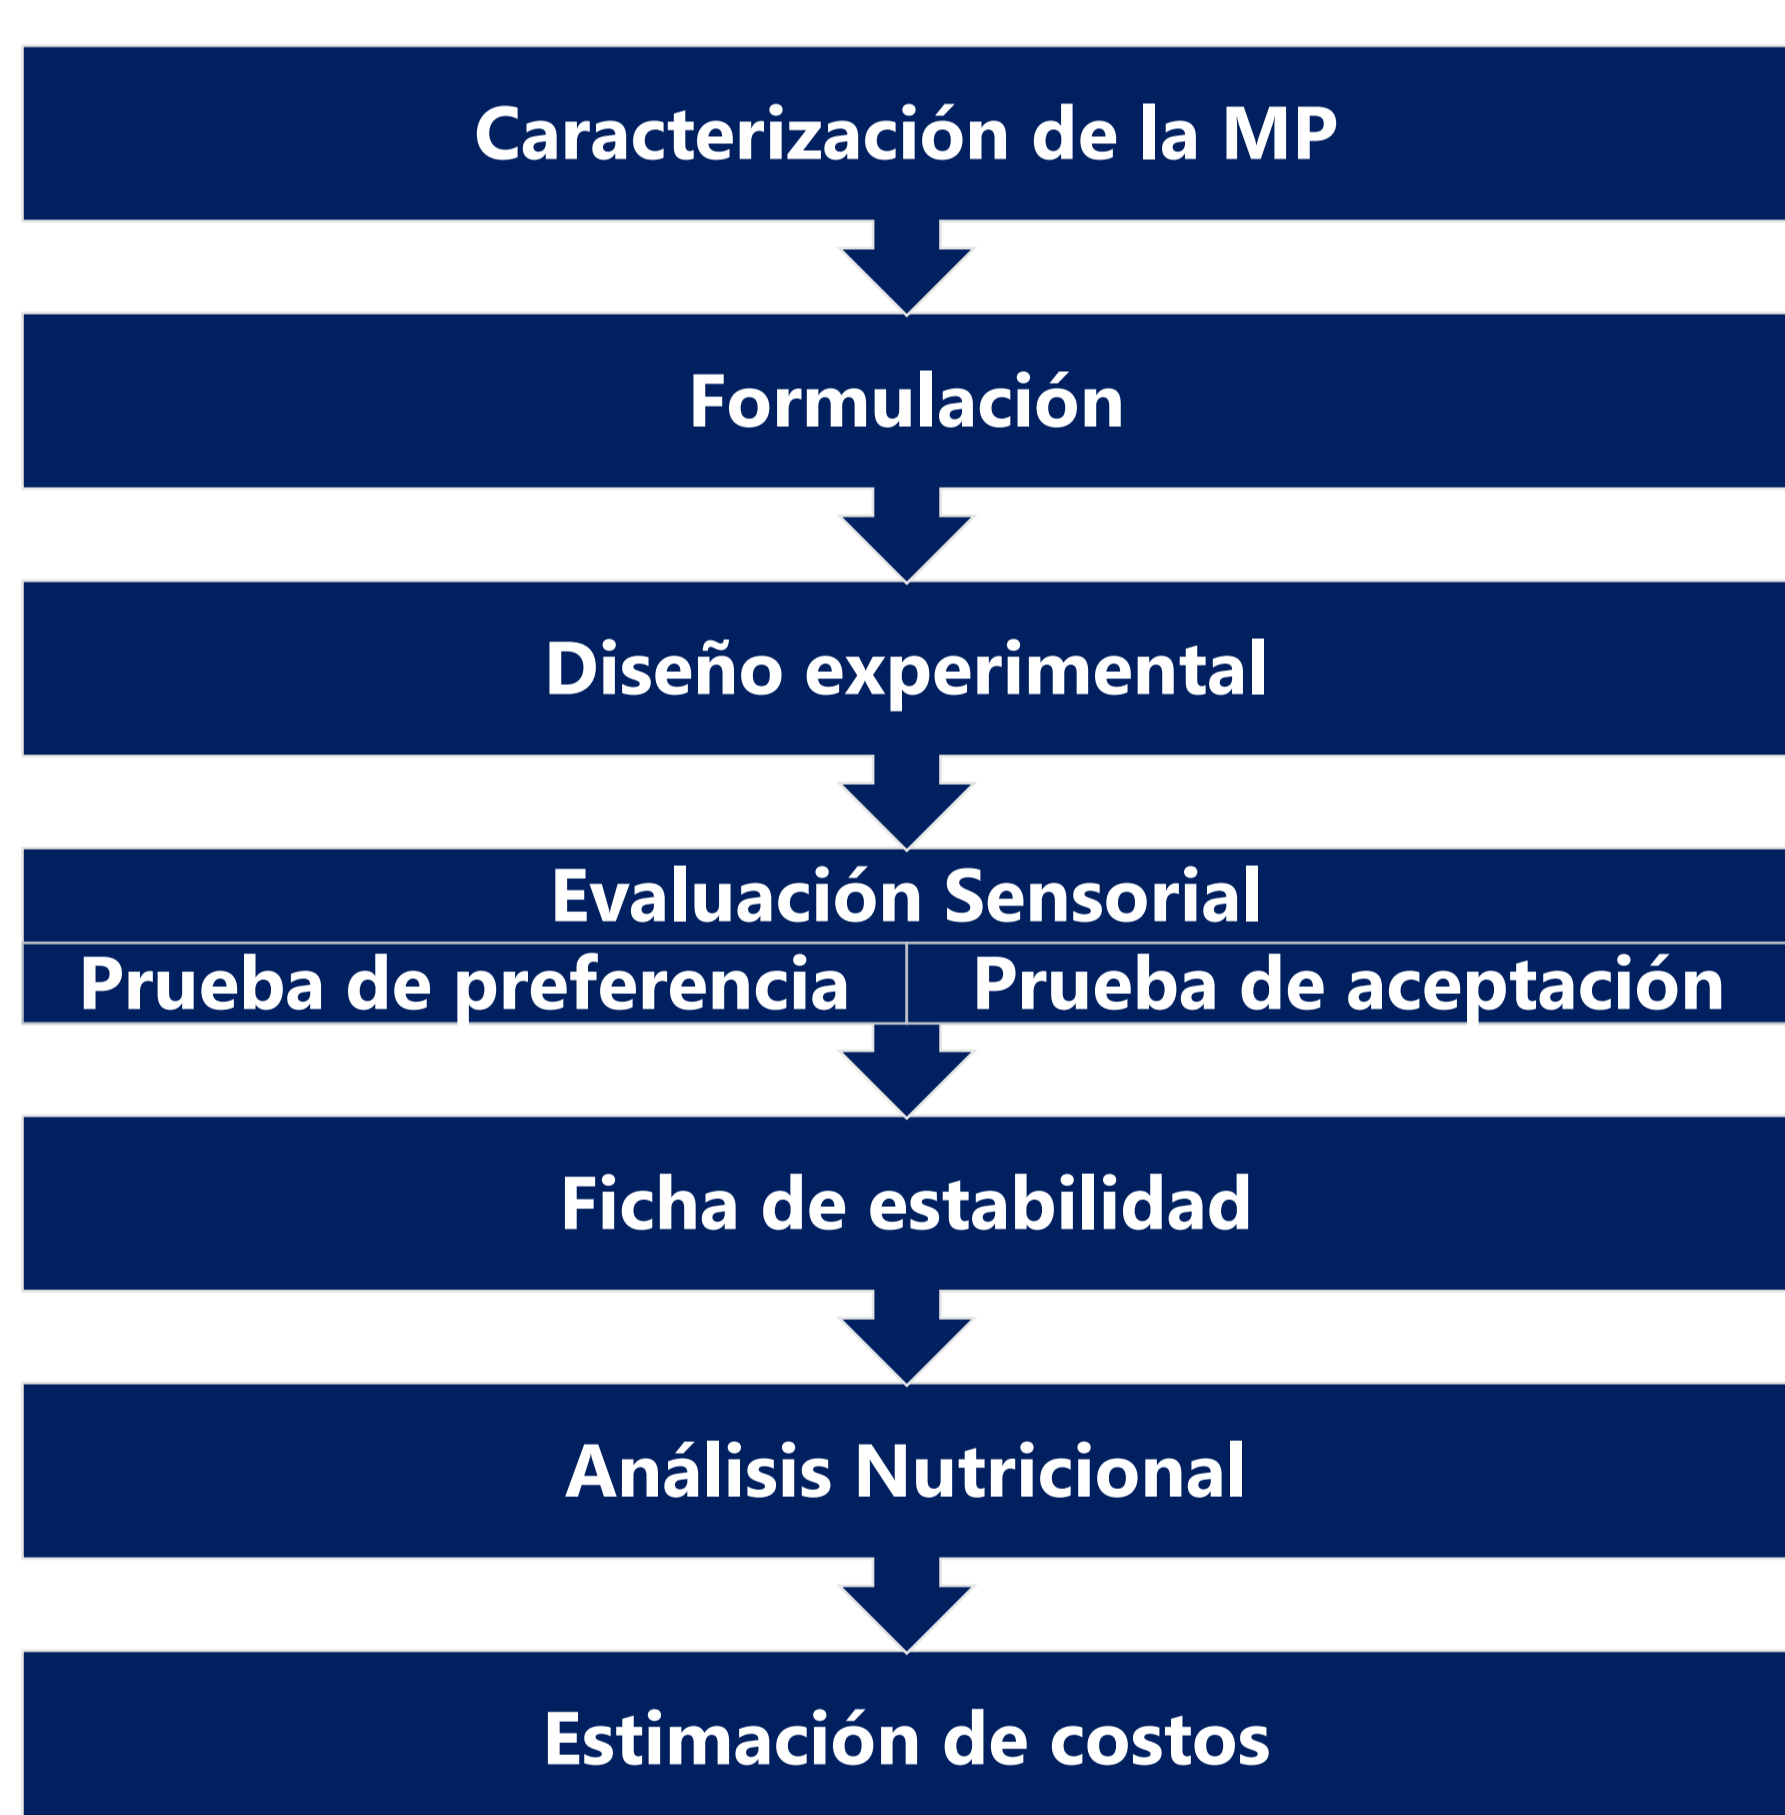 Caracterización de la MP
Formulación
Diseño experimental
Evaluación Sensorial
Prueba de preferencia
Prueba de aceptación
Ficha de estabilidad
Análisis Nutricional
Estimación de costos